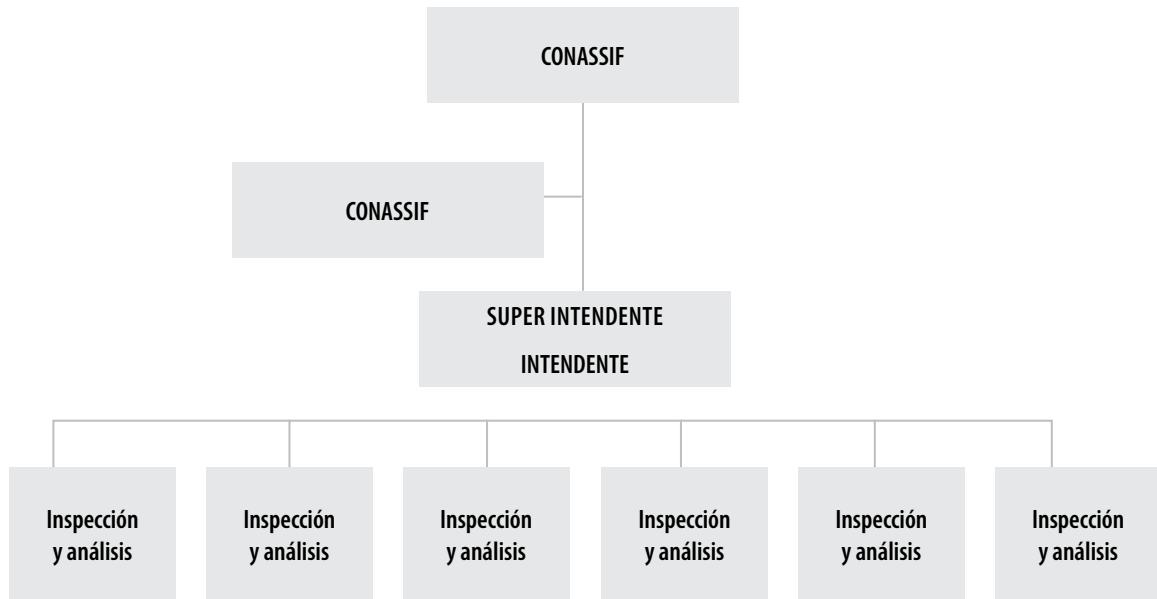 CONASSIF
CONASSIF
SUPER INTENDENTE
INTENDENTE
Inspección
y análisis
Inspección
y análisis
Inspección
y análisis
Inspección
y análisis
Inspección
y análisis
Inspección
y análisis